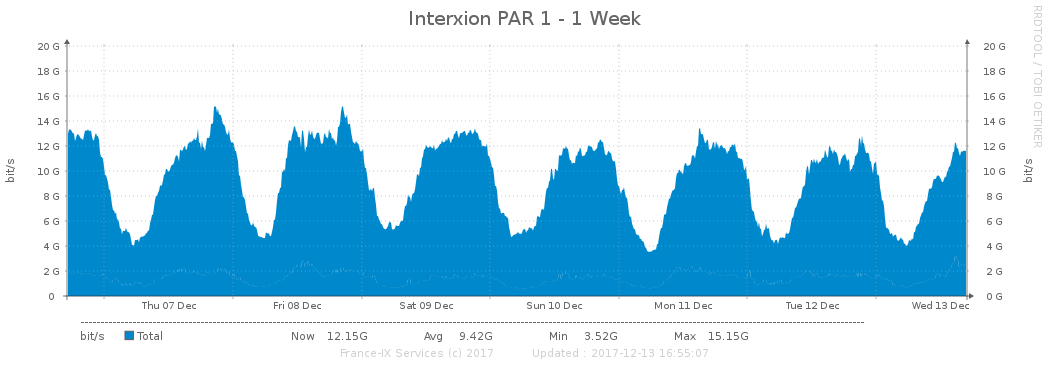 Interxion PAR 1 - 1 Week
RRDTOOL / TOBI OETIKER
bit/s
20 G 20 G
18 G 18 G
16 G 16 G
14 G 14 G
12 G 12 G
10 G 10 G
8 G 8 G
6 G 6 G
4 G 4 G
2 G 2 G
0 0 G
bit/s
Thu 07 Dec Fri 08 Dec Sat 09 Dec Sun 10 Dec Mon 11 Dec Tue 12 Dec Wed 13 Dec
bit/s Total Now 12.15G Avg 9.42G Min 3.52G Max 15.15G
France-IX Services (c) 2017 Updated : 2017-12-13 16:55:07